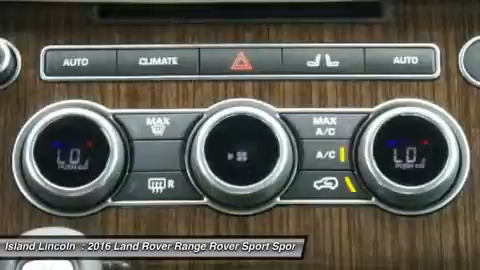 AUTO CLIMATE AUTO
MAX MAX
A/C
LO LO
A/C
PUSH PUSH
R
Island Lincoln : 2016 Land Rover Range Rover Sport Spor